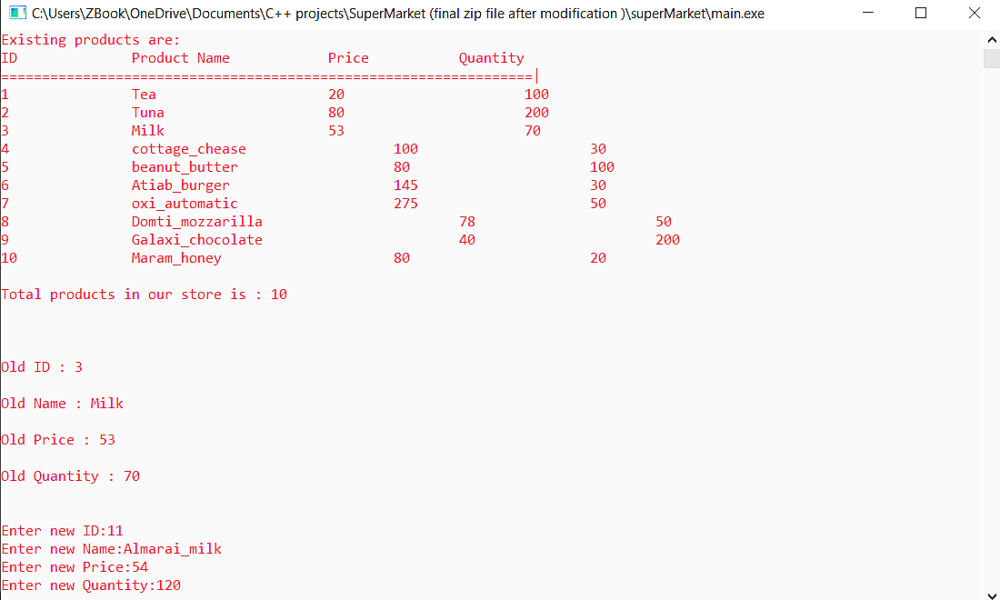 C:\Users\ZBook\OneDrive\Documents\C++ projects\SuperMarket (final zip file after modification )\superMarket\main.exe
Existing products are:
ID Product Name Price Quantity
=================================================================|
1 Tea 20 100
2 Tuna 80 200
3 Milk 53 70
4 cottage_chease 100 30
5 beanut_butter 80 100
6 Atiab_burger 145 30
7 oxi_automatic 275 50
8 Domti_mozzarilla 78 50
9 Galaxi_chocolate 40 200
10 Maram_honey 80 20
Total products in our store is : 10
Old ID : 3
Old Name : Milk
Old Price : 53
Old Quantity : 70
Enter new ID:11
Enter new Name:Almarai_milk
Enter new Price:54
Enter new Quantity:120